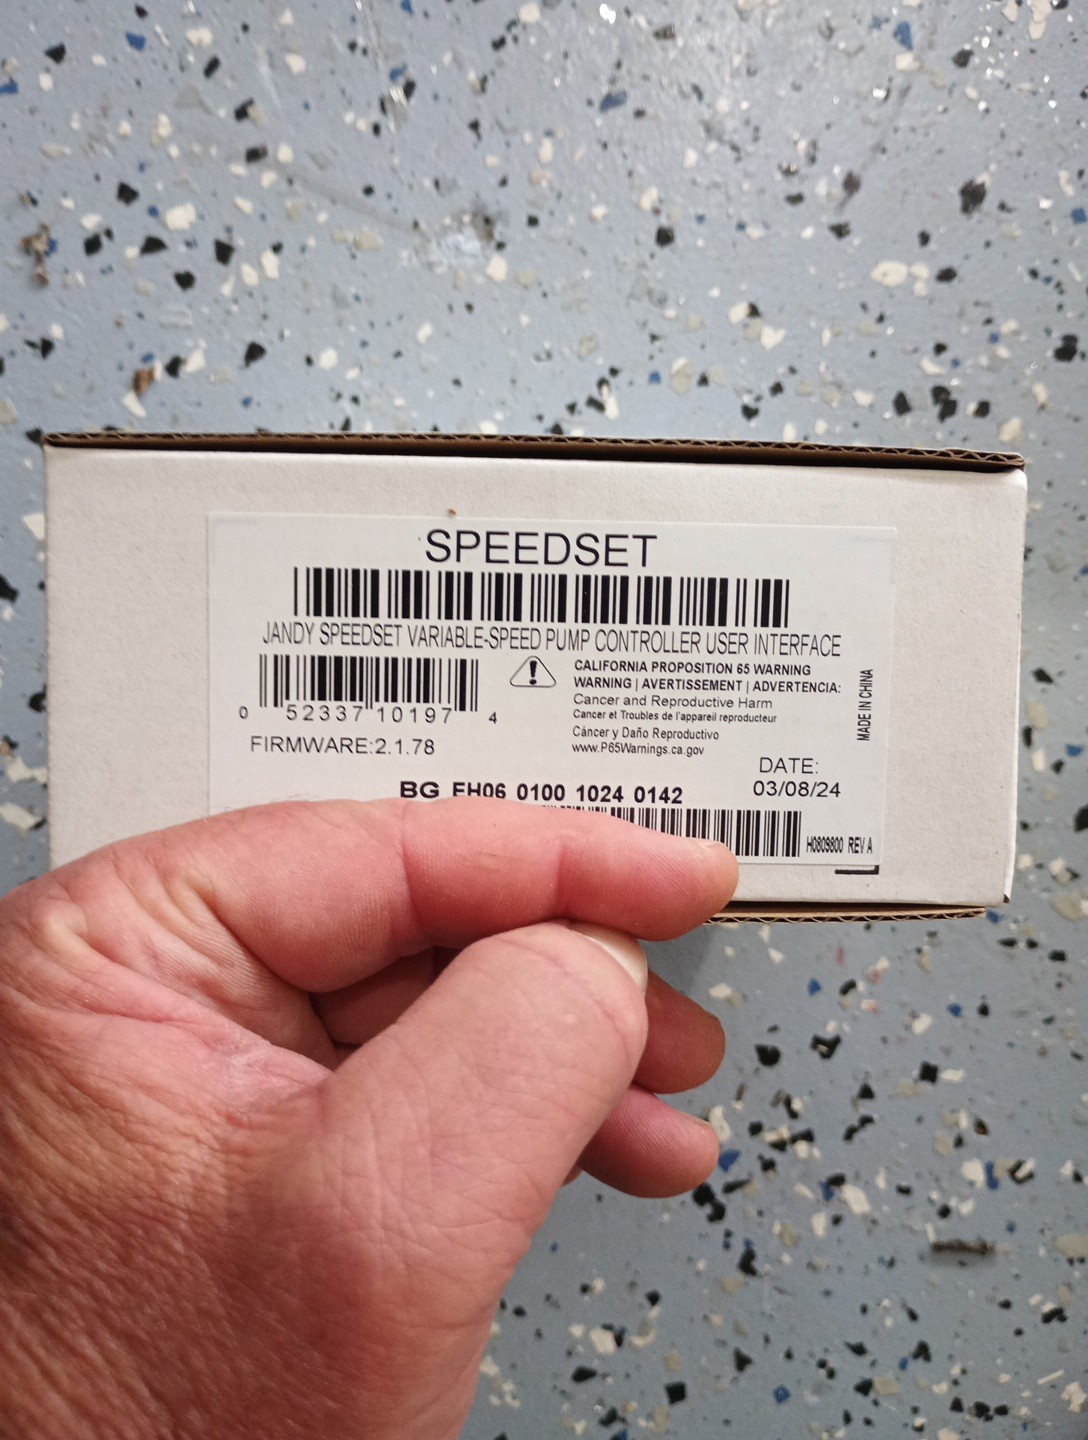 SPEEDSET
JANDY SPEEDSET VARIABLE-SPEED PUMP CONTROLLER USER INTERFACE
0 52337 10197 4
CALIFORNIA PROPOSITION 65 WARNING
WARNING | AVERTISSEMENT | ADVERTENCIA:
Cancer and Reproductive Harm
Cancer et Troubles de l'appareil reproducteur
Cáncer y Daño Reproductivo
www.P65Warnings.ca.gov
MADE IN CHINA
FIRMWARE:2.1.78
DATE:
03/08/24
BG EH06 0100 1024 0142
H0809800 REV A